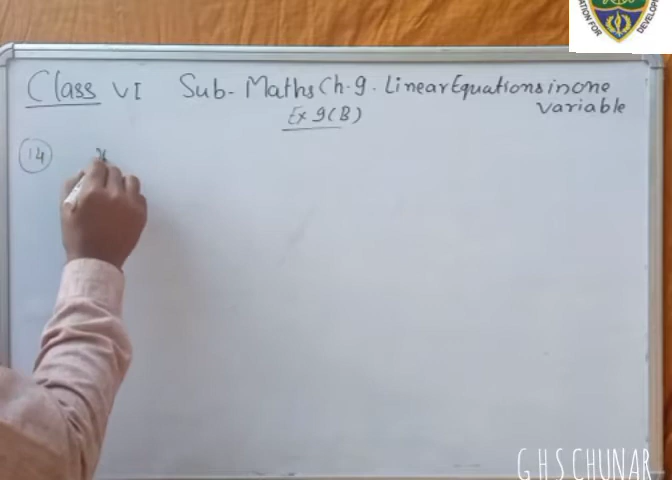 Class VI Sub- Maths Ch-9. Linear Equations in one
variable
Ex 9(B)
14 x
G H S CHUNAR